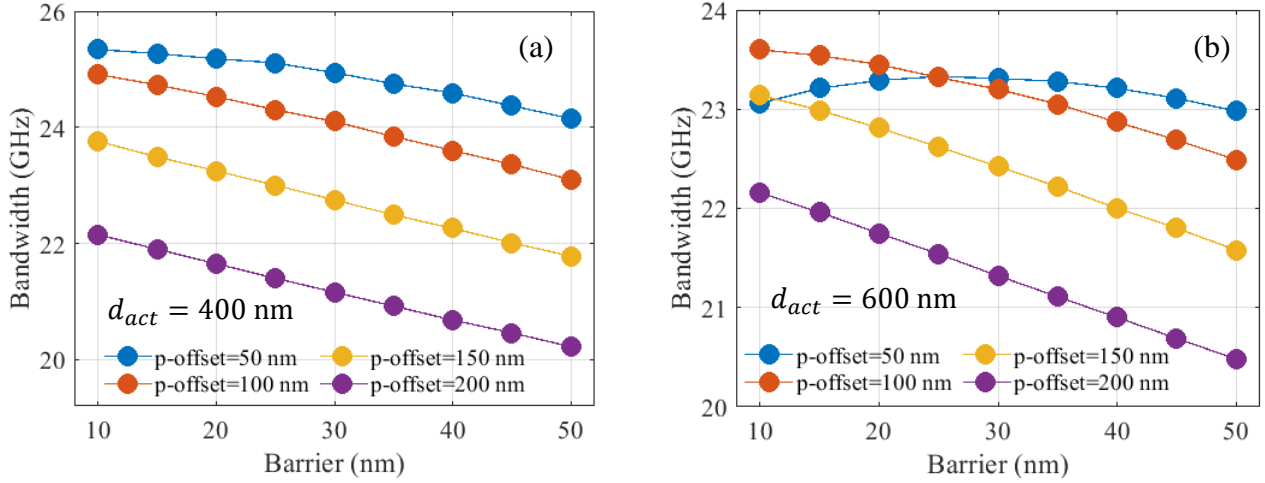 26
24
22
20
Bandwidth (GHz)
(a)
d_act = 400 nm
p-offset=50 nm
p-offset=150 nm
p-offset=100 nm
p-offset=200 nm
10
20
30
40
50
Barrier (nm)
24
23
22
21
20
Bandwidth (GHz)
(b)
d_act = 600 nm
p-offset=50 nm
p-offset=150 nm
p-offset=100 nm
p-offset=200 nm
10
20
30
40
50
Barrier (nm)